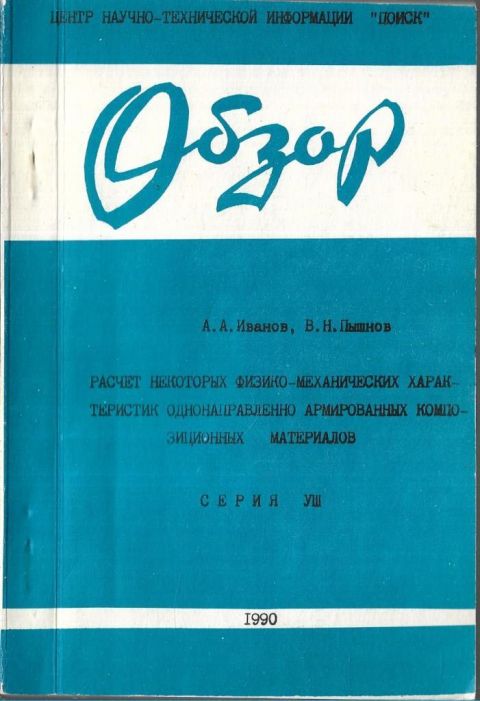 ЦЕНТР НАУЧНО-ТЕХНИЧЕСКОЙ ИНФОРМАЦИИ "ПОИСК"
Обзор
А.А.Иванов, В.Н.Пышнов
РАСЧЕТ НЕКОТОРЫХ ФИЗИКО-МЕХАНИЧЕСКИХ ХАРАК-
ТЕРИСТИК ОДНОНАПРАВЛЕННО АРМИРОВАННЫХ КОМПО-
ЗИЦИОННЫХ МАТЕРИАЛОВ
СЕРИЯ УШ
1990